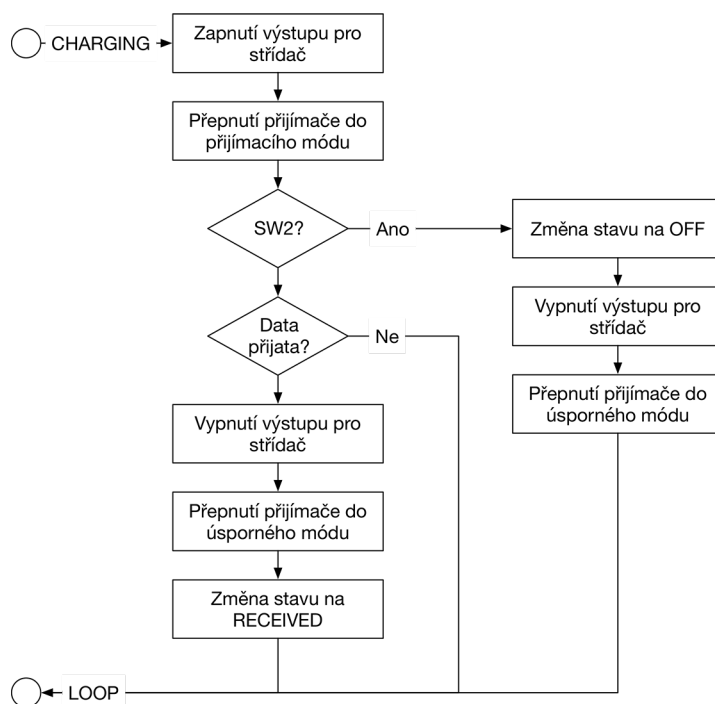 CHARGING
Zapnutí výstupu pro
střídač
Přepnutí přijímače do
přijímacího módu
SW2?
Ano
Změna stavu na OFF
Vypnutí výstupu pro
střídač
Přepnutí přijímače do
úsporného módu
Data
přijata?
Ne
Vypnutí výstupu pro
střídač
Přepnutí přijímače do
úsporného módu
Změna stavu na
RECEIVED
LOOP